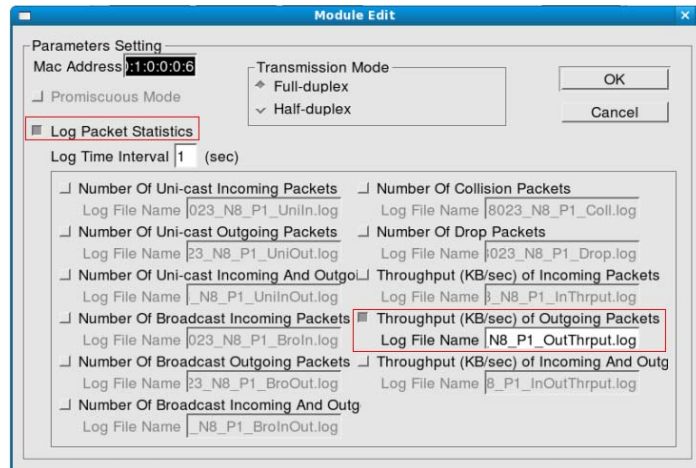 Module Edit
Parameters Setting
Mac Address :1:0:0:0:6
Promiscuous Mode
Transmission Mode
Full-duplex
Half-duplex
OK
Cancel
Log Packet Statistics
Log Time Interval 1 (sec)
Number Of Uni-cast Incoming Packets
Log File Name 023_N8_P1_UniIn.log
Number Of Uni-cast Outgoing Packets
Log File Name 23_N8_P1_UniOut.log
Number Of Uni-cast Incoming And Outgoi
Log File Name _N8_P1_UniInOut.log
Number Of Broadcast Incoming Packets
Log File Name 023_N8_P1_BroIn.log
Number Of Broadcast Outgoing Packets
Log File Name 23_N8_P1_BroOut.log
Number Of Broadcast Incoming And Outg
Log File Name _N8_P1_BroInOut.log
Number Of Collision Packets
Log File Name 8023_N8_P1_Coll.log
Number Of Drop Packets
Log File Name 8023_N8_P1_Drop.log
Throughput (KB/sec) of Incoming Packets
Log File Name 3_N8_P1_InThrput.log
Throughput (KB/sec) of Outgoing Packets
Log File Name N8_P1_OutThrput.log
Throughput (KB/sec) of Incoming And Outg
Log File Name 8_P1_InOutThrput.log